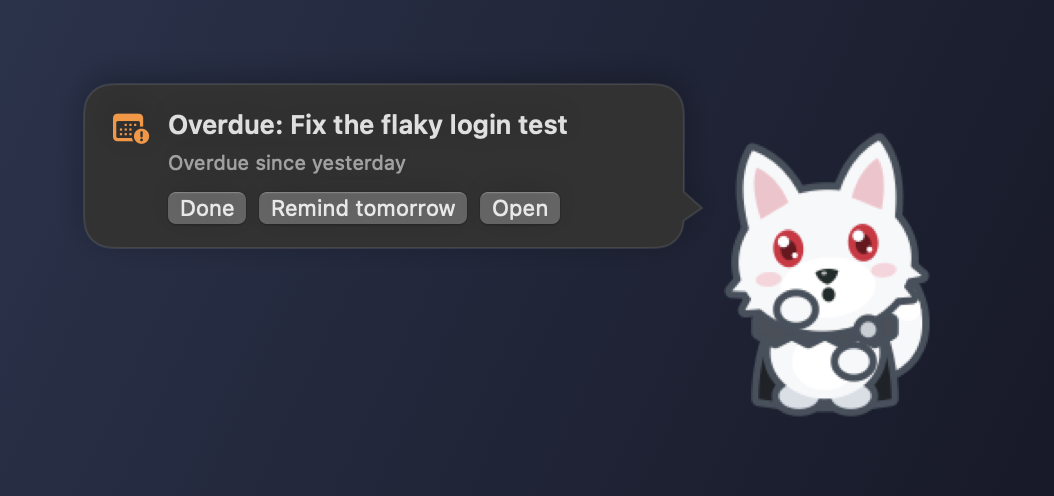 Overdue: Fix the flaky login test
Overdue since yesterday
Done Remind tomorrow Open